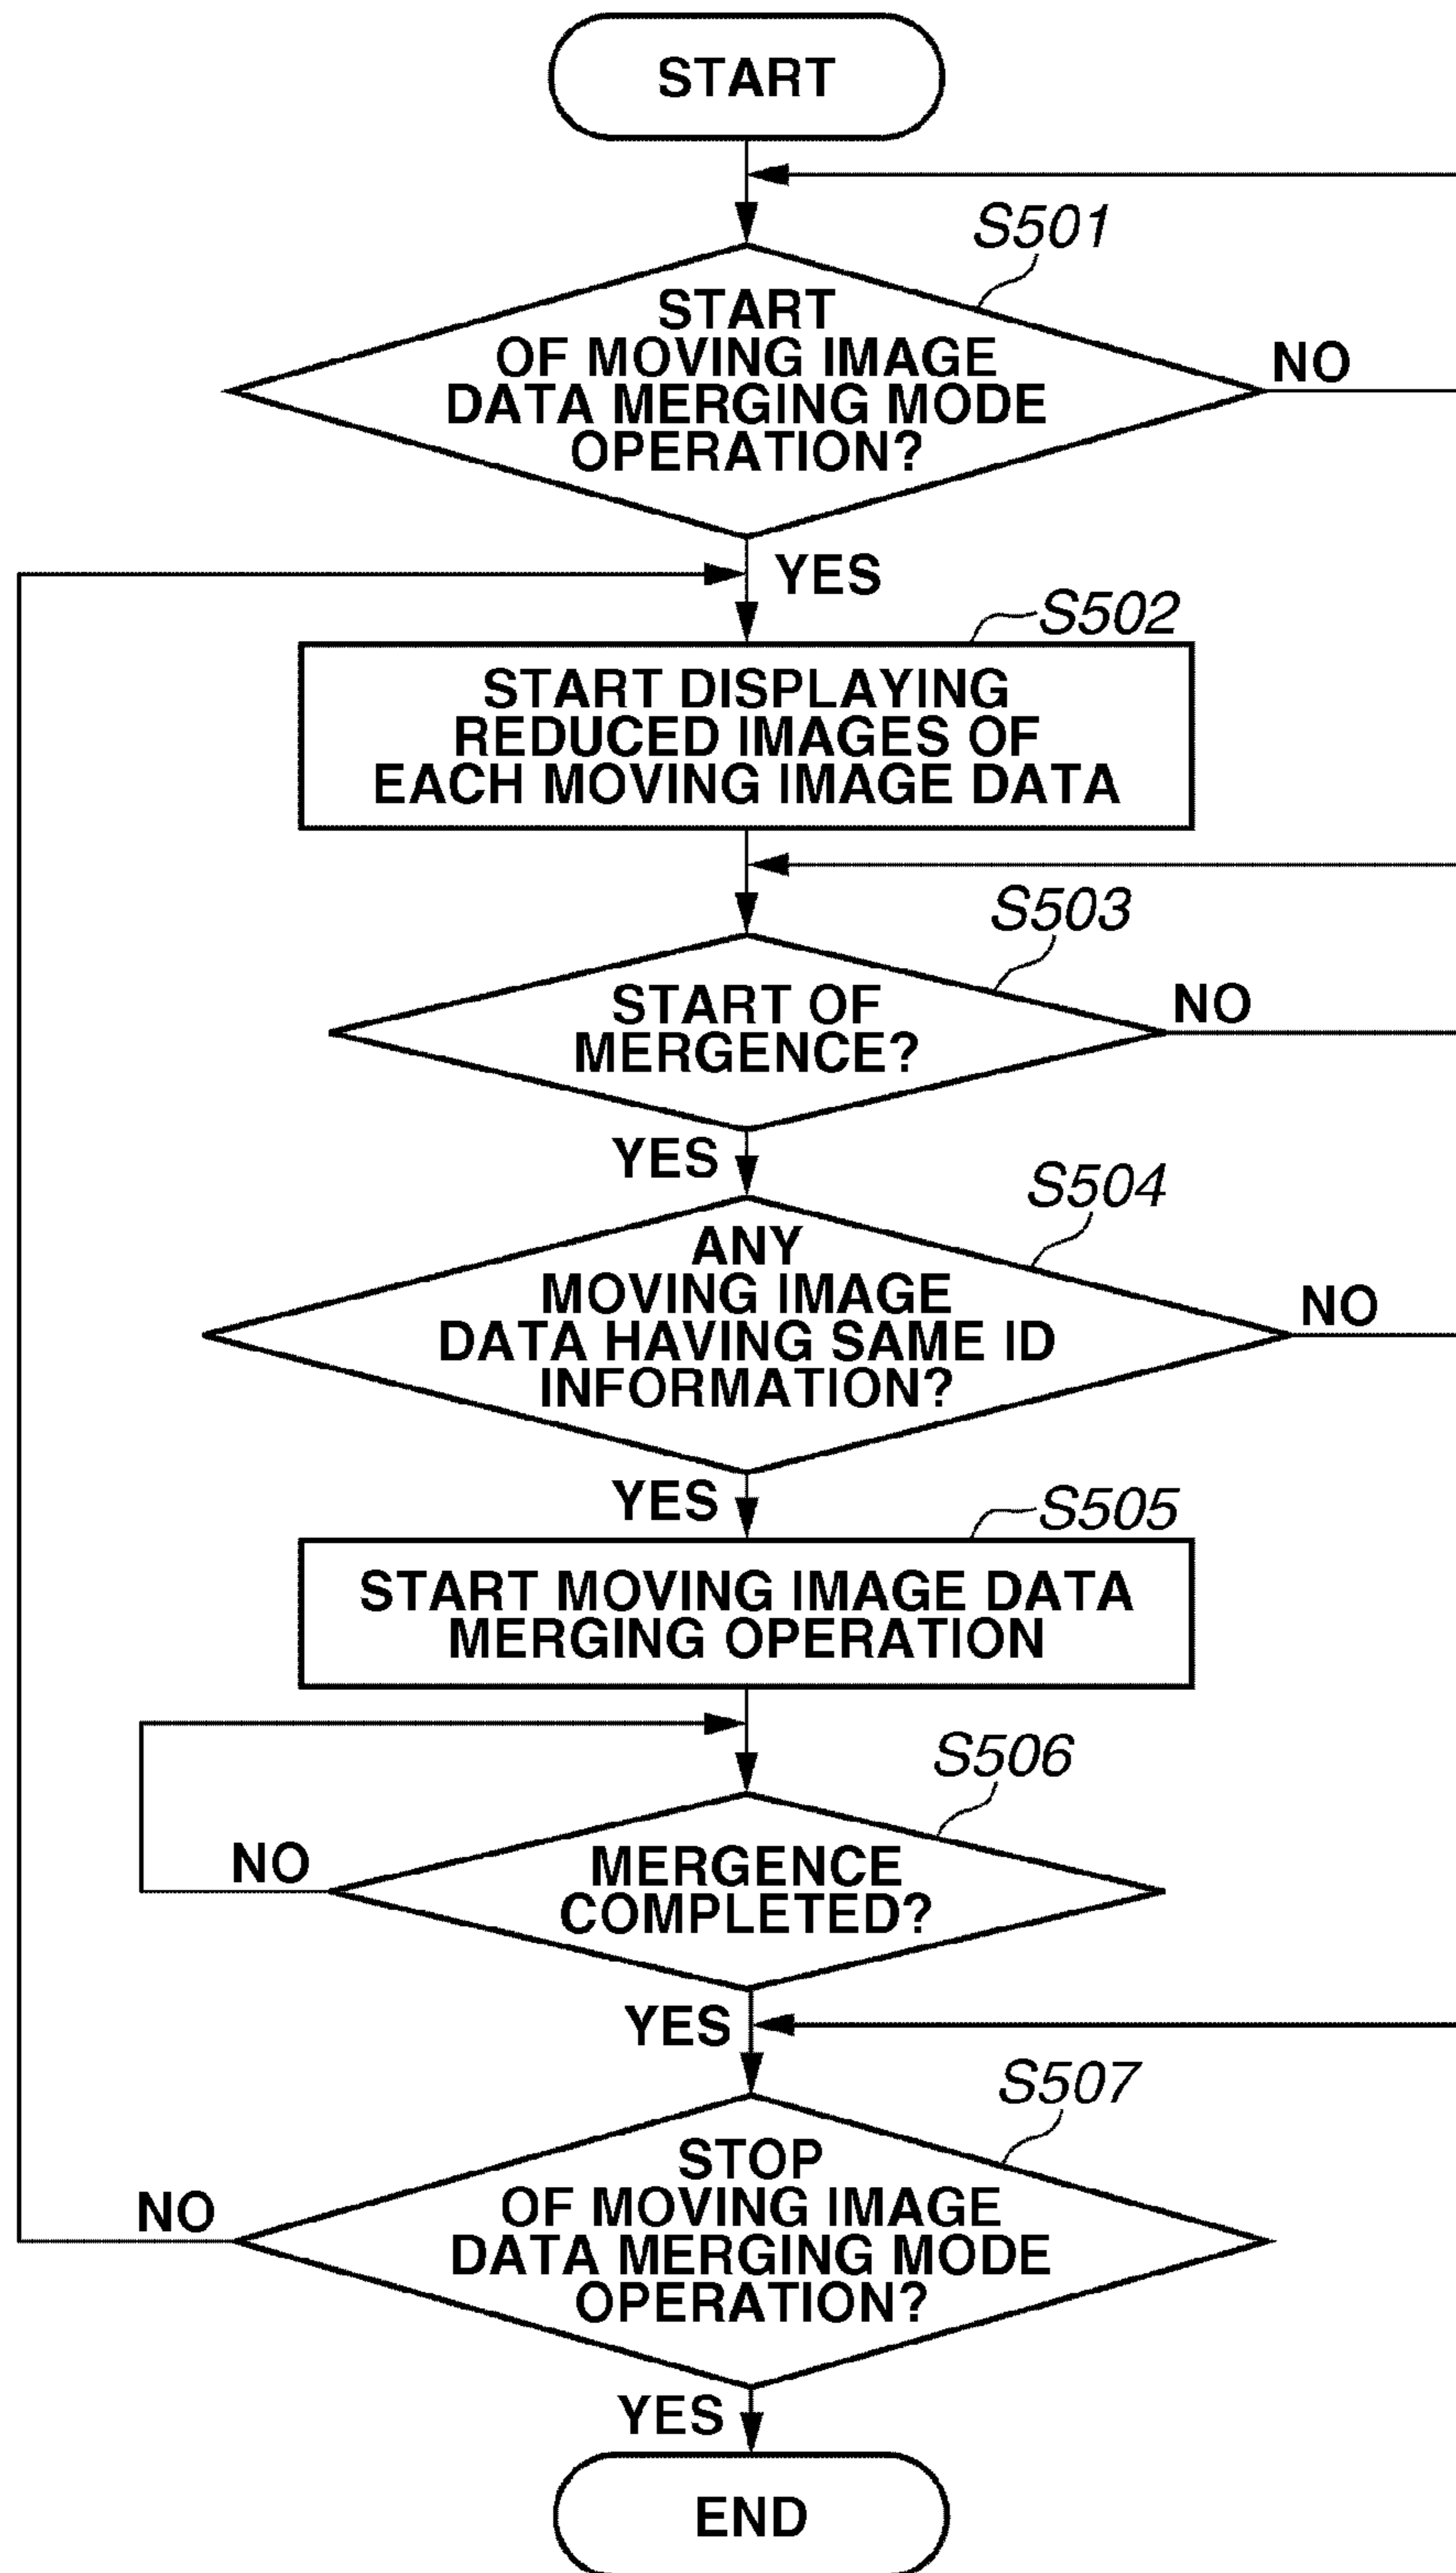 START
S501
START
OF MOVING IMAGE
DATA MERGING MODE
OPERATION?
NO
YES
S502
START DISPLAYING
REDUCED IMAGES OF
EACH MOVING IMAGE DATA
S503
START OF
MERGENCE?
NO
YES
S504
ANY
MOVING IMAGE
DATA HAVING SAME ID
INFORMATION?
NO
YES
S505
START MOVING IMAGE DATA
MERGING OPERATION
S506
MERGENCE
COMPLETED?
NO
YES
S507
STOP
OF MOVING IMAGE
DATA MERGING MODE
OPERATION?
NO
YES
END